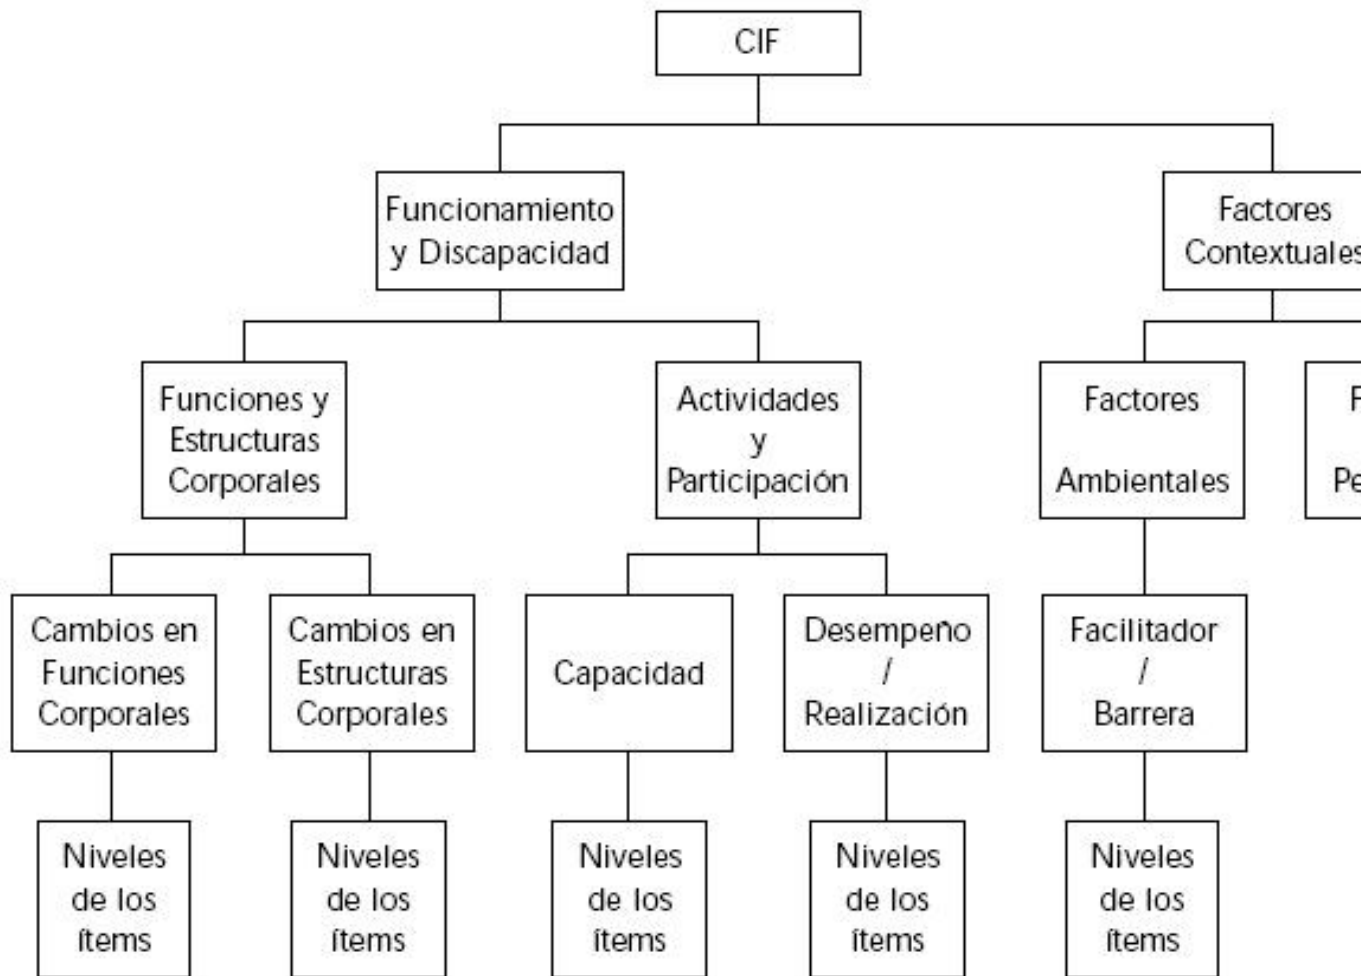 CIF
Funcionamiento
y Discapacidad
Factores
Contextuales
Funciones y
Estructuras
Corporales
Actividades
y
Participación
Factores
Ambientales
Cambios en
Funciones
Corporales
Cambios en
Estructuras
Corporales
Capacidad
Desempeño
/
Realización
Facilitador
/
Barrera
Niveles
de los
ítems
Niveles
de los
ítems
Niveles
de los
ítems
Niveles
de los
ítems
Niveles
de los
ítems